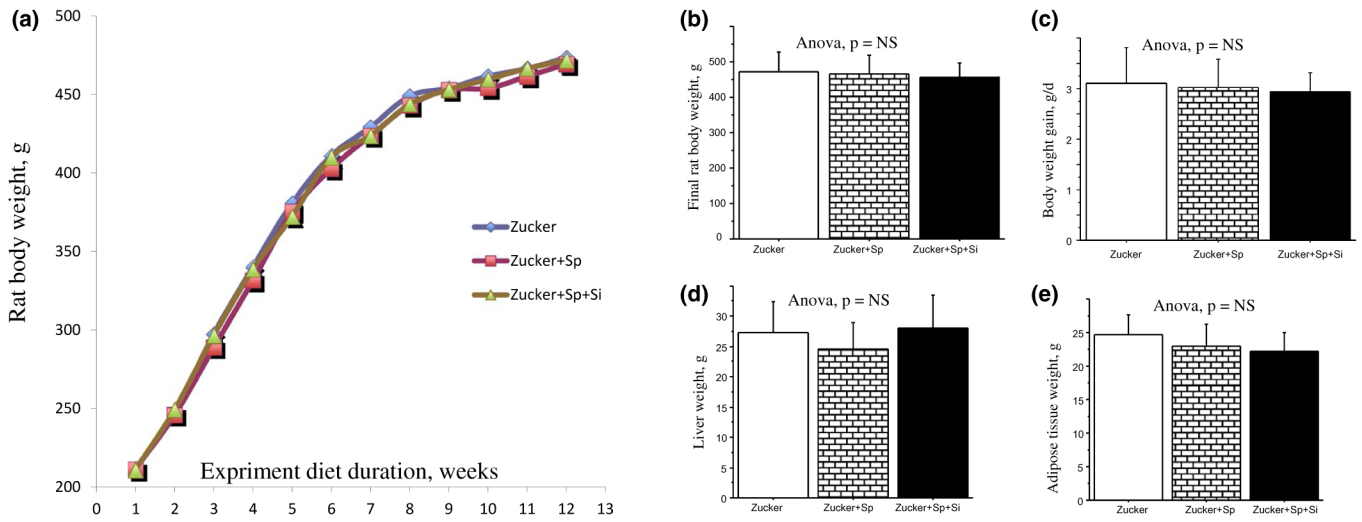 (a)
500
450
400
350
300
250
200
Rat body weight, g
Zucker
Zucker+Sp
Zucker+Sp+Si
Expriment diet duration, weeks
0 1 2 3 4 5 6 7 8 9 10 11 12 13
(b)
Anova, p = NS
500
450
400
300
200
100
0
Final rat body weight, g
Zucker Zucker+Sp Zucker+Sp+Si
(c)
Anova, p = NS
3
2
1
0
Body weight gain, g/d
Zucker Zucker+Sp Zucker+Sp+Si
(d)
Anova, p = NS
30
25
20
15
10
5
0
Liver weight, g
Zucker Zucker+Sp Zucker+Sp+Si
(e)
Anova, p = NS
25
20
15
10
5
0
Adipose tissue weight, g
Zucker Zucker+Sp Zucker+Sp+Si